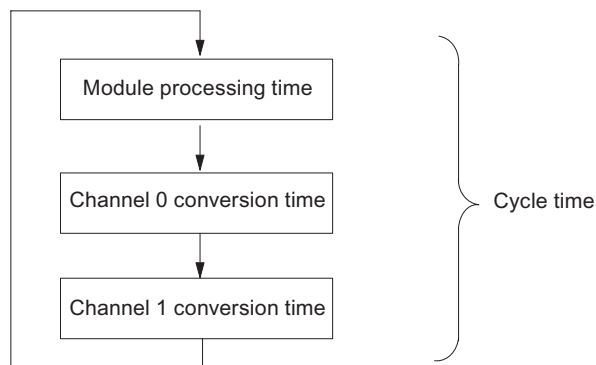 Module processing time
Channel 0 conversion time
Cycle time
Channel 1 conversion time